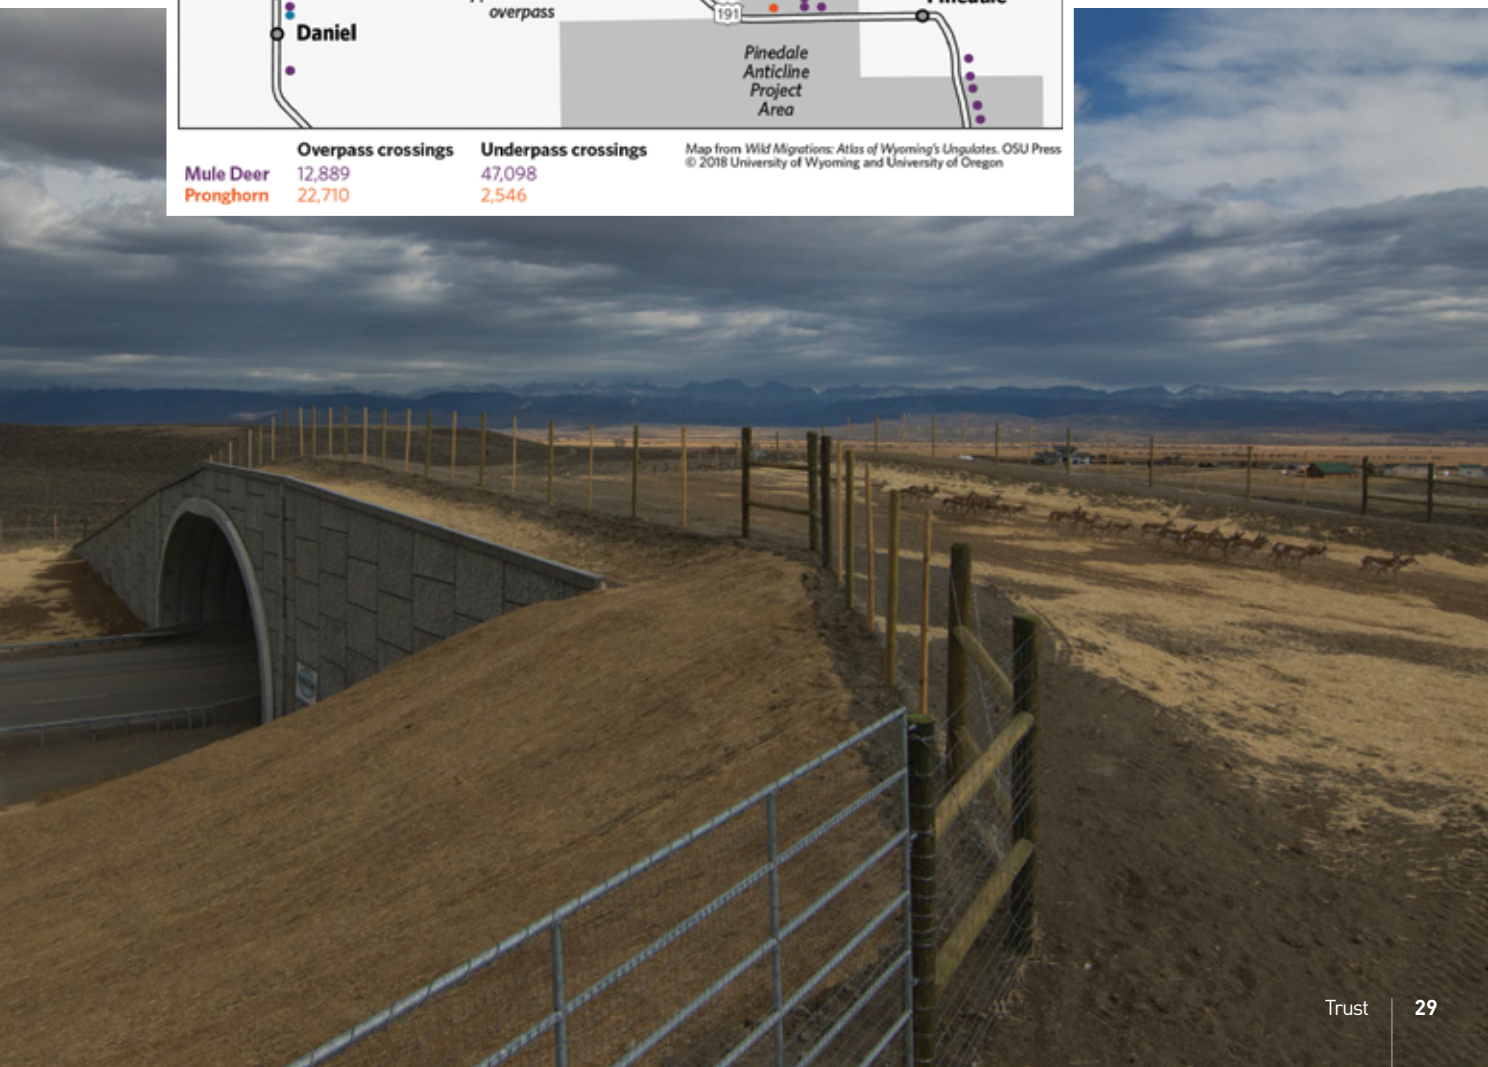 overpass
191
Daniel
Pinedale
Anticline
Project
Area
Overpass crossings Underpass crossings
Mule Deer 12,889 47,098
Pronghorn 22,710 2,546
Map from Wild Migrations: Atlas of Wyoming's Ungulates. OSU Press
© 2018 University of Wyoming and University of Oregon
Trust 29